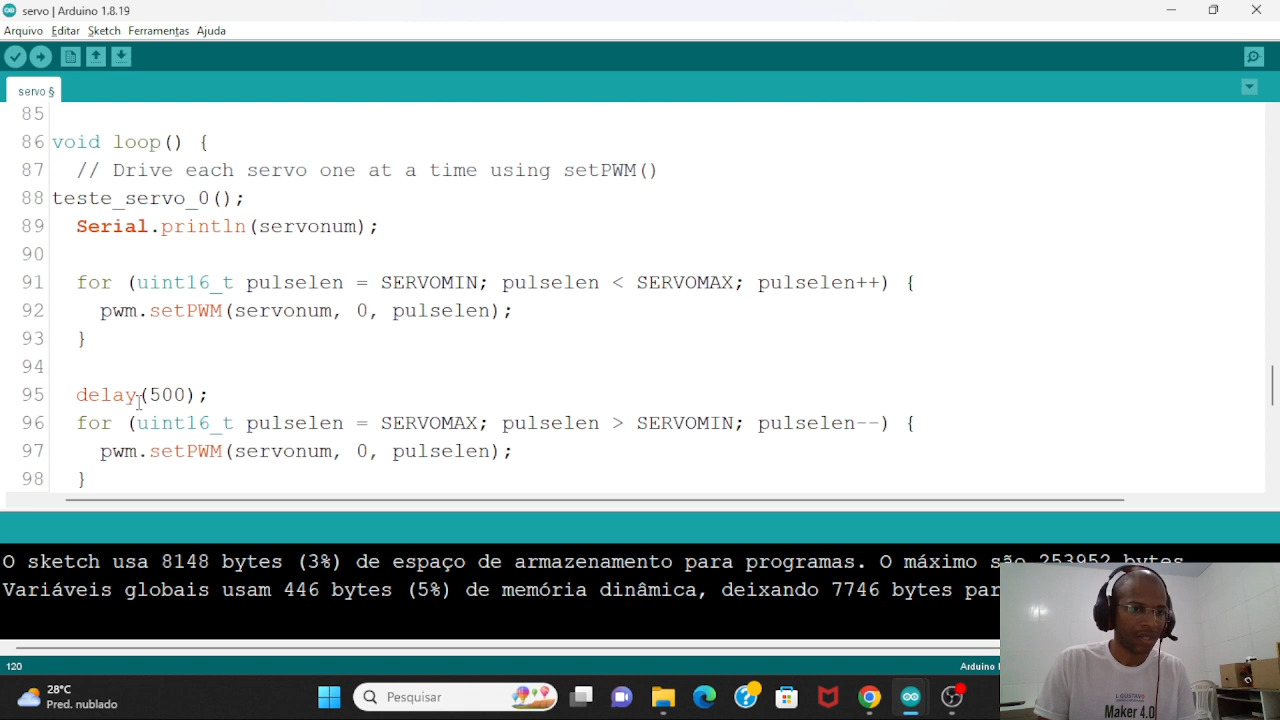 servo | Arduino 1.8.19
Arquivo Editar Sketch Ferramentas Ajuda
servo §
85
86 void loop() {
87 // Drive each servo one at a time using setPWM()
88 teste_servo_0();
89 Serial.println(servonum);
90
91 for (uint16_t pulselen = SERVOMIN; pulselen < SERVOMAX; pulselen++) {
92 pwm.setPWM(servonum, 0, pulselen);
93 }
94
95 delay(500);
96 for (uint16_t pulselen = SERVOMAX; pulselen > SERVOMIN; pulselen--) {
97 pwm.setPWM(servonum, 0, pulselen);
98 }
O sketch usa 8148 bytes (3%) de espaço de armazenamento para programas. O máximo são 253952 bytes
Variáveis globais usam 446 bytes (5%) de memória dinâmica, deixando 7746 bytes par
120
Arduino
28°C
Pred. nublado
Pesquisar
L GUSTAVO
Maker 4.0